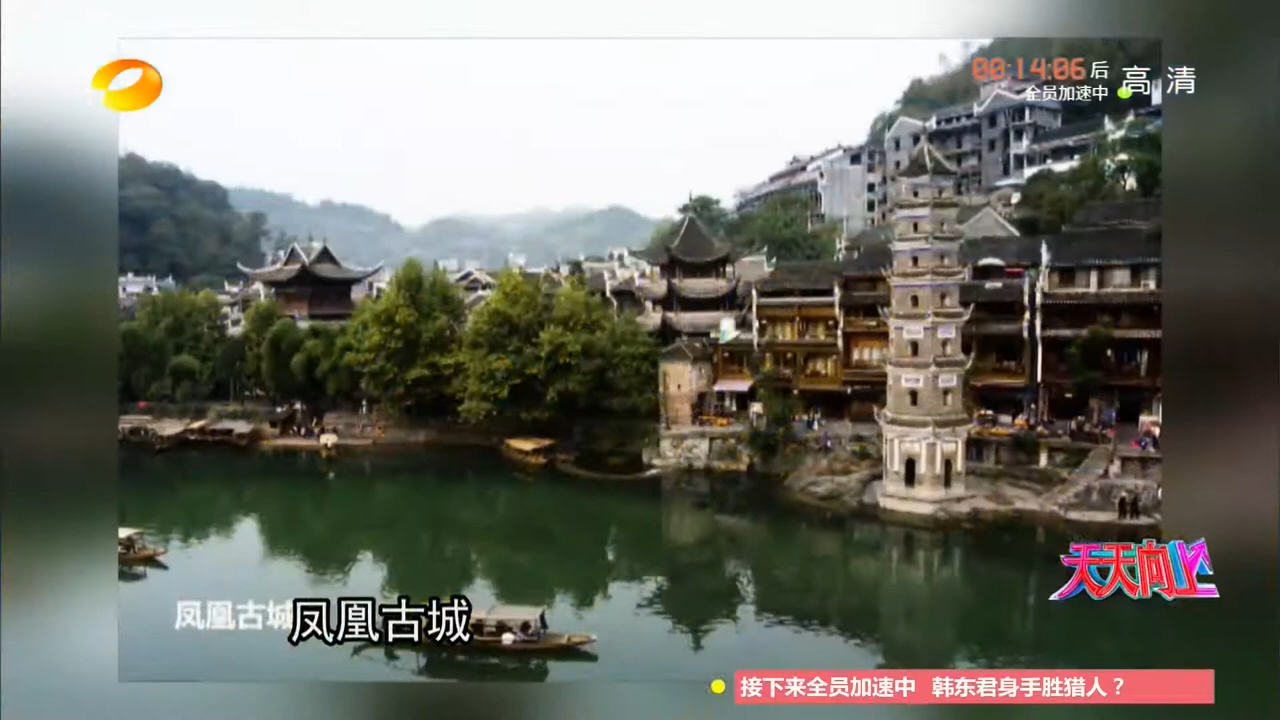 00:14:06后
高清
全员加速中
天天向上
凤凰古城
凤凰古城
接下来全员加速中 韩东君身手胜猎人？